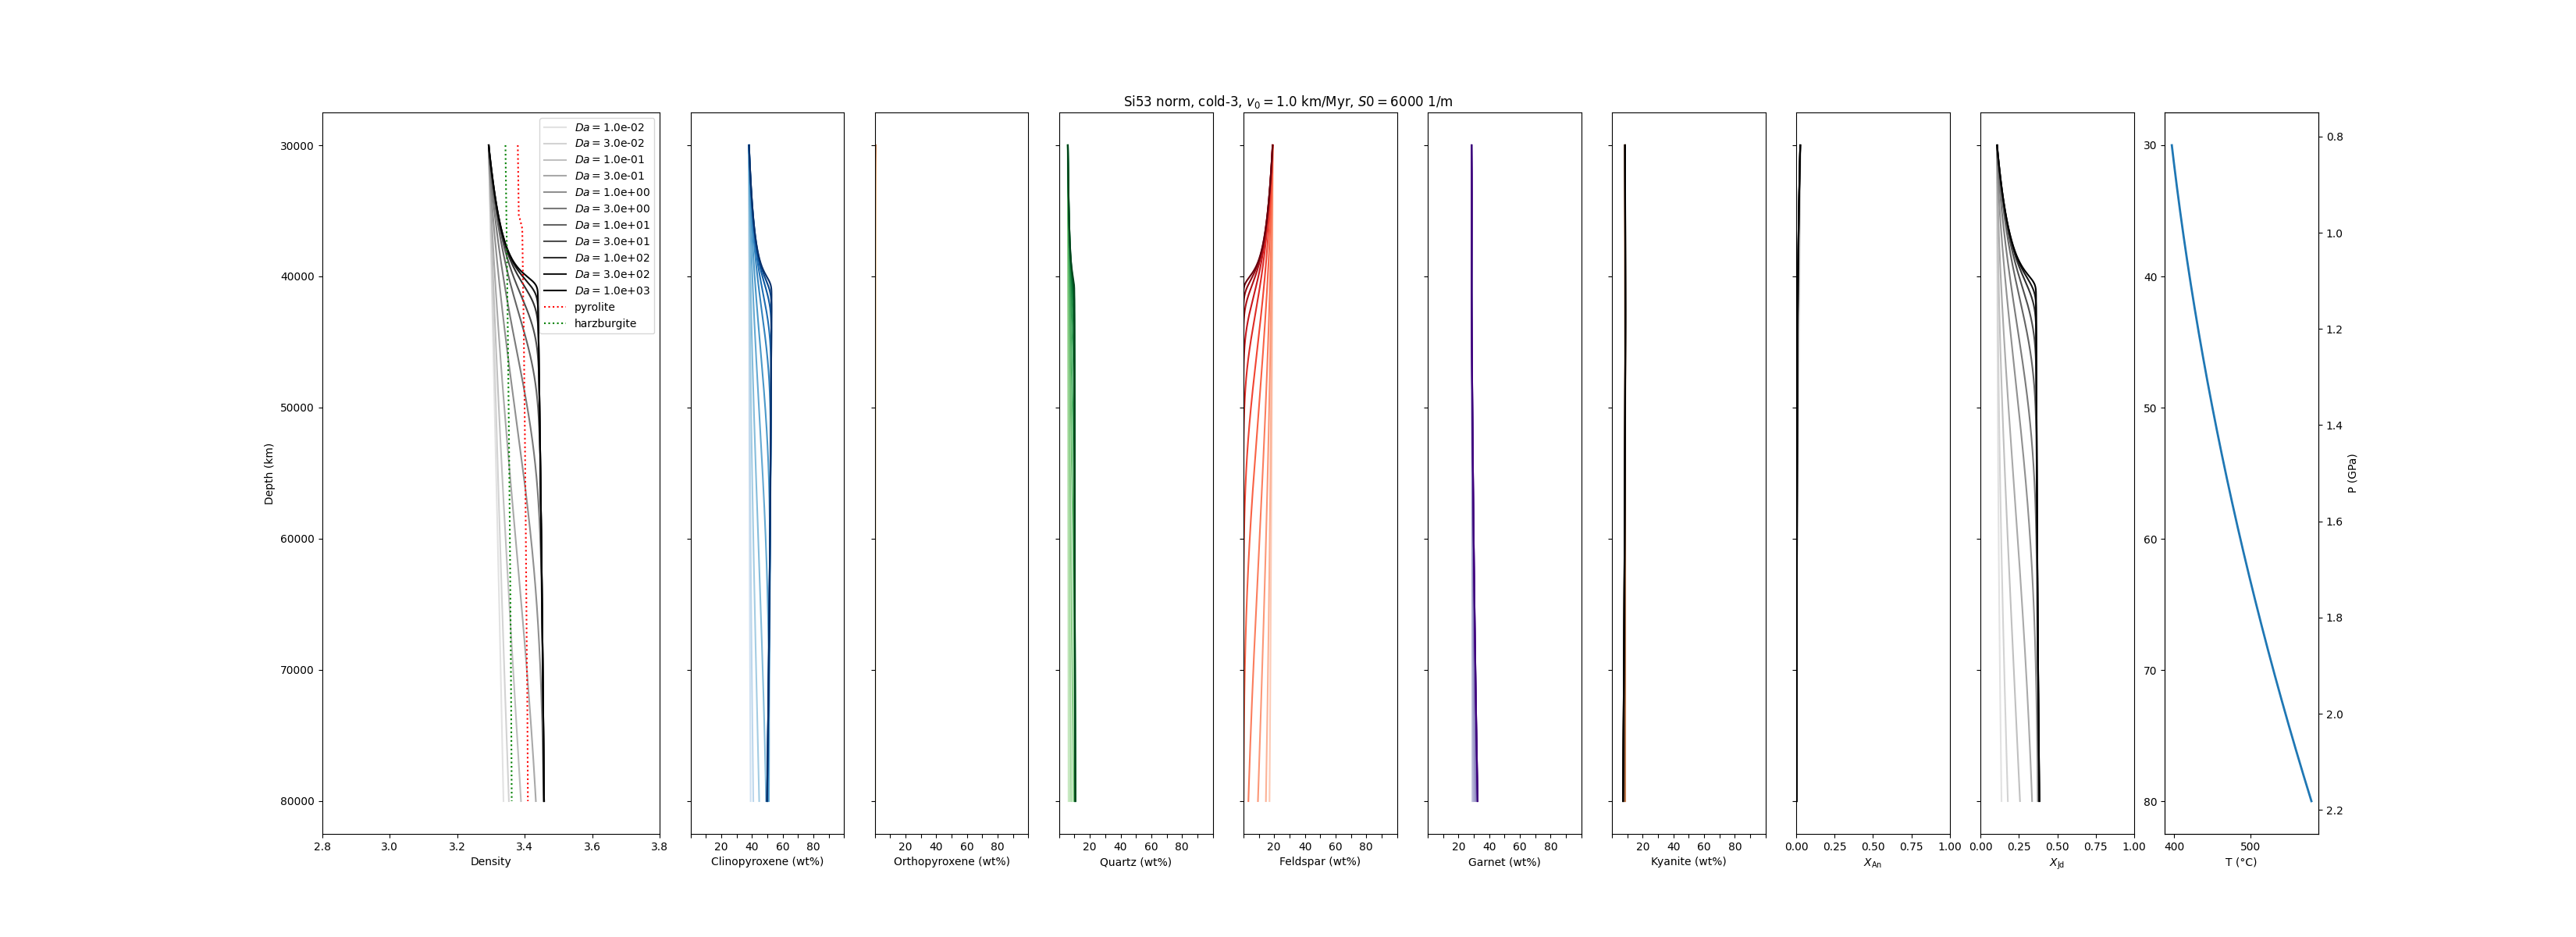 Si53 norm, cold-3, v₀ = 1.0 km/Myr, S0 = 6000 1/m
Da = 1.0e-02
Da = 3.0e-02
Da = 1.0e-01
Da = 3.0e-01
Da = 1.0e+00
Da = 3.0e+00
Da = 1.0e+01
Da = 3.0e+01
Da = 1.0e+02
Da = 3.0e+02
Da = 1.0e+03
pyrolite
harzburgite
Depth (km)
30000
40000
50000
60000
70000
80000
2.8 3.0 3.2 3.4 3.6 3.8
Density
20 40 60 80
Clinopyroxene (wt%)
20 40 60 80
Orthopyroxene (wt%)
20 40 60 80
Quartz (wt%)
20 40 60 80
Feldspar (wt%)
20 40 60 80
Garnet (wt%)
20 40 60 80
Kyanite (wt%)
0.00 0.25 0.50 0.75 1.00
X_An
0.00 0.25 0.50 0.75 1.00
X_Jd
30
40
50
60
70
80
400 500
T (°C)
0.8
1.0
1.2
1.4
1.6
1.8
2.0
2.2
P (GPa)